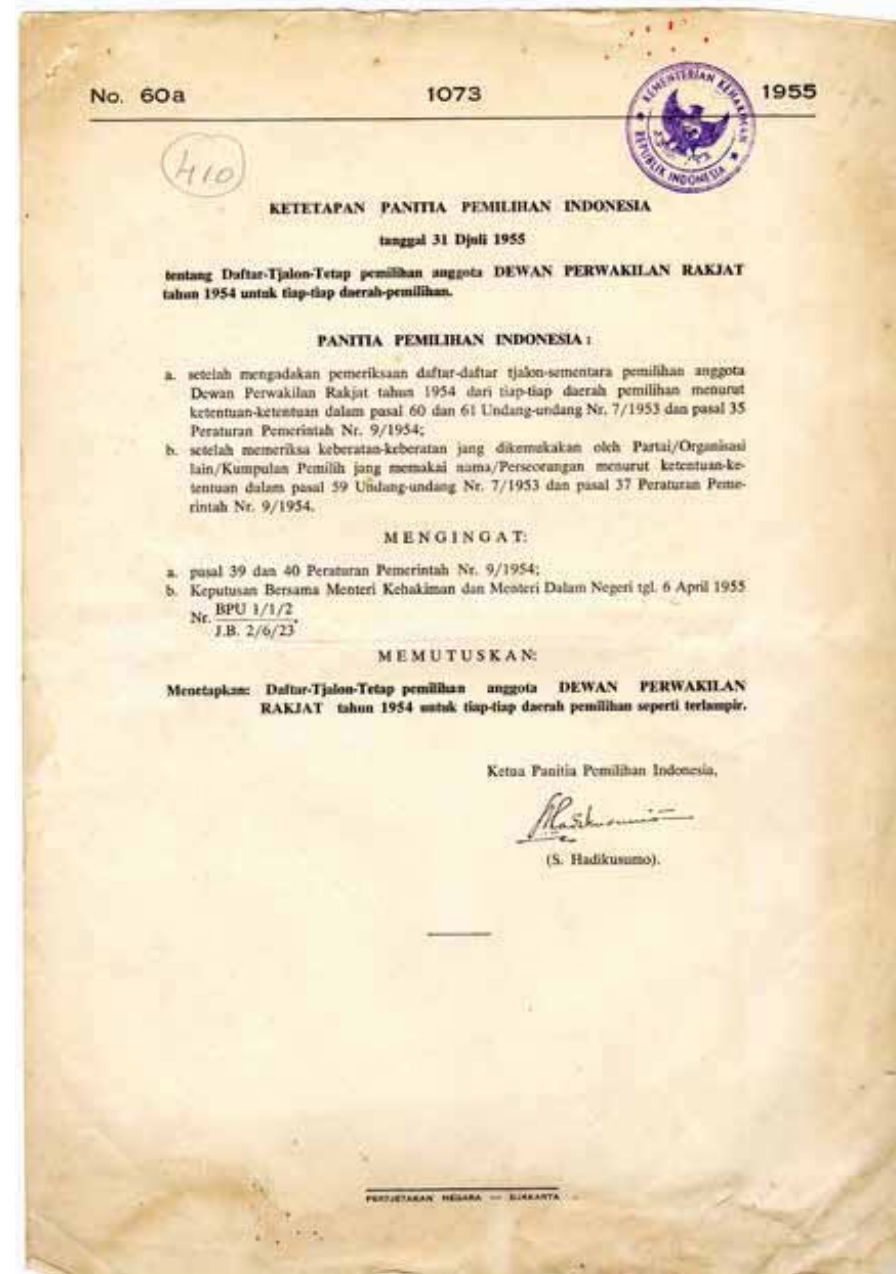 No. 60a 1073 1955
KEMENTERIAN KEHAKIMAN
REPUBLIK INDONESIA
410
KETETAPAN PANITIA PEMILIHAN INDONESIA
tanggal 31 Djuli 1955
tentang Daftar-Tjalon-Tetap pemilihan anggota DEWAN PERWAKILAN RAKJAT
tahun 1954 untuk tiap-tiap daerah-pemilihan.
PANITIA PEMILIHAN INDONESIA :
a. setelah mengadakan pemeriksaan daftar-daftar tjalon-sementara pemilihan anggota
Dewan Perwakilan Rakjat tahun 1954 dari tiap-tiap daerah pemilihan menurut
ketentuan-ketentuan dalam pasal 60 dan 61 Undang-undang Nr. 7/1953 dan pasal 35
Peraturan Pemerintah Nr. 9/1954;
b. setelah memeriksa keberatan-keberatan jang dikemukakan oleh Partai/Organisasi
lain/Kumpulan Pemilih jang memakai nama/Perseorangan menurut ketentuan-ke-
tentuan dalam pasal 59 Undang-undang Nr. 7/1953 dan pasal 37 Peraturan Peme-
rintah Nr. 9/1954.
MENGINGAT:
a. pasal 39 dan 40 Peraturan Pemerintah Nr. 9/1954;
b. Keputusan Bersama Menteri Kehakiman dan Menteri Dalam Negeri tgl. 6 April 1955
Nr. BPU 1/1/2
J.B. 2/6/23.
MEMUTUSKAN:
Menetapkan: Daftar-Tjalon-Tetap pemilihan anggota DEWAN PERWAKILAN
RAKJAT tahun 1954 untuk tiap-tiap daerah pemilihan seperti terlampir.
Ketua Panitia Pemilihan Indonesia,
Hadikusumo
(S. Hadikusumo).
PERTJETAKAN NEGARA — DJAKARTA